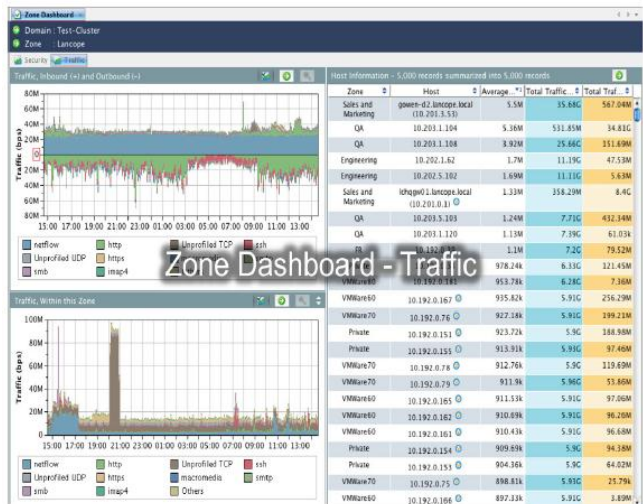 Zone Dashboard
Domain : Test-Cluster
Zone : Lancope
Security Traffic
Traffic, Inbound (+) and Outbound (-)
80M
60M
40M
20M
0
20M
40M
60M
80M
Traffic (bps)
15:00 17:00 19:00 21:00 23:00 01:00 03:00 05:00 07:00 09:00 11:00 13:00
netflow http Unprofiled TCP ssh
Unprofiled UDP https
smb imap4
Traffic, Within this Zone
100M
80M
60M
40M
20M
0
Traffic (bps)
15:00 17:00 19:00 21:00 23:00 01:00 03:00 05:00 07:00 09:00 11:00 13:00
netflow http Unprofiled TCP ssh
Unprofiled UDP https macromedia smtp
smb imap4 Others
Host Information - 5,000 records summarized into 5,000 records
Zone Host Average... Total Traffic... Total Traf...
Sales and Marketing gowen-d2.lancope.local (10.201.3.53) 5.5M 35.68G 567.04M
QA 10.203.1.104 5.36M 531.85M 34.81G
QA 10.203.1.108 3.92M 25.66G 151.69M
Engineering 10.202.1.62 1.7M 11.19G 47.53M
Engineering 10.202.5.102 1.69M 11.11G 5.63M
Sales and Marketing lchqgw01.lancope.local (10.201.0.1) 1.33M 358.29M 8.4G
QA 10.203.5.103 1.24M 7.71G 432.34M
QA 10.203.1.120 1.13M 7.39G 61.03k
1.1M 7.2G 79.52M
Zone Dashboard - Traffic
978.24k 6.33G 121.45M
953.78k 6.28G 7.36M
VMWare60 10.192.0.167 935.82k 5.91G 256.29M
VMWare70 10.192.0.76 927.18k 5.91G 199.21M
Private 10.192.0.151 923.72k 5.9G 188.98M
Private 10.192.0.155 913.91k 5.93G 97.46M
VMWare70 10.192.0.78 912.76k 5.9G 119.69M
VMWare70 10.192.0.79 911.9k 5.96G 53.86M
VMWare60 10.192.0.165 911.53k 5.91G 97.06M
VMWare60 10.192.0.162 910.69k 5.91G 96.26M
VMWare60 10.192.0.161 910.43k 5.91G 96.68M
Private 10.192.0.154 909.69k 5.9G 94.38M
Private 10.192.0.153 904.36k 5.9G 64.02M
VMWare70 10.192.0.75 898.81k 5.91G 25.79k
VMWare60 10.192.0.166 897.33k 5.91G 3.89M